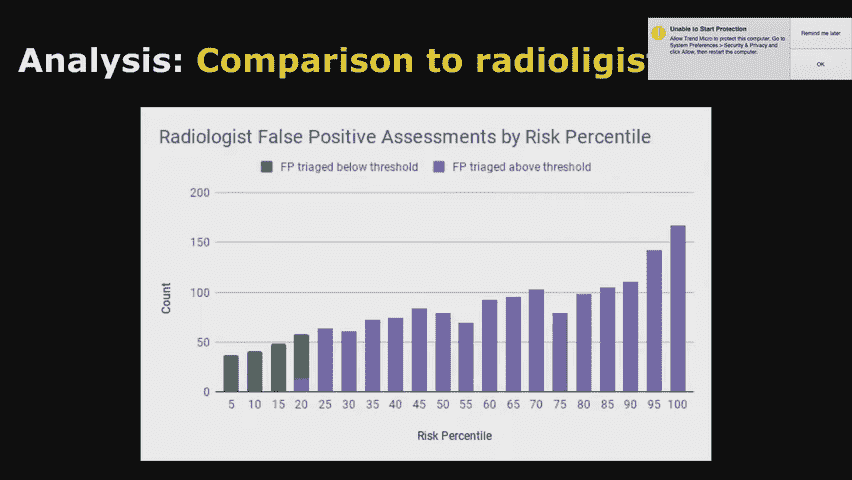 Analysis: Comparison to radioligis
Unable to Start Protection
Allow Trend Micro to protect this computer. Go to
System Preferences > Security & Privacy and
click Allow, then restart the computer.
Remind me later
OK
Radiologist False Positive Assessments by Risk Percentile
FP triaged below threshold FP triaged above threshold
200
150
100
50
0
Count
5 10 15 20 25 30 35 40 45 50 55 60 65 70 75 80 85 90 95 100
Risk Percentile